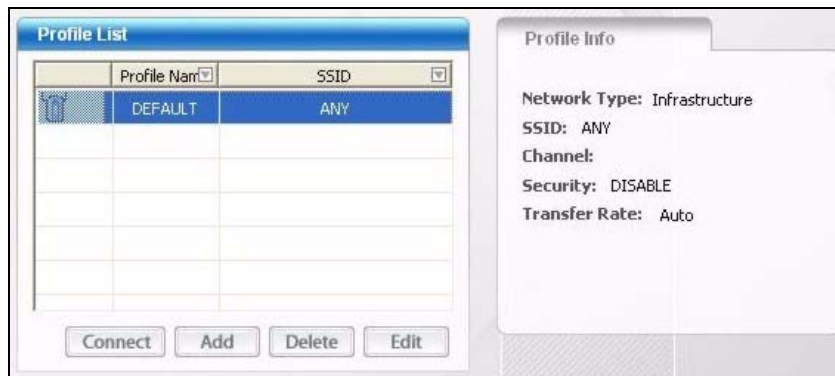 Profile List
Profile Nam SSID
DEFAULT ANY
Connect Add Delete Edit
Profile Info
Network Type: Infrastructure
SSID: ANY
Channel:
Security: DISABLE
Transfer Rate: Auto